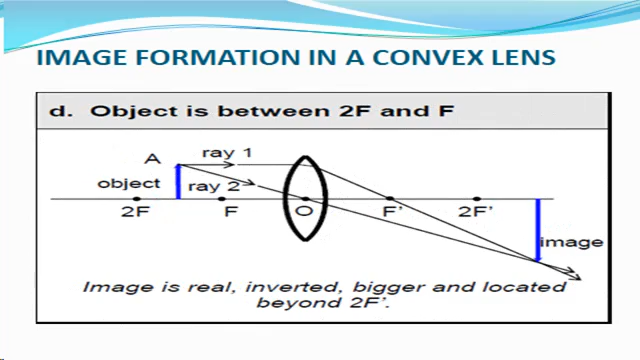 IMAGE FORMATION IN A CONVEX LENS
d. Object is between 2F and F
A
ray 1
object
ray 2
2F
F
O
F'
2F'
image
Image is real, inverted, bigger and located
beyond 2F'.